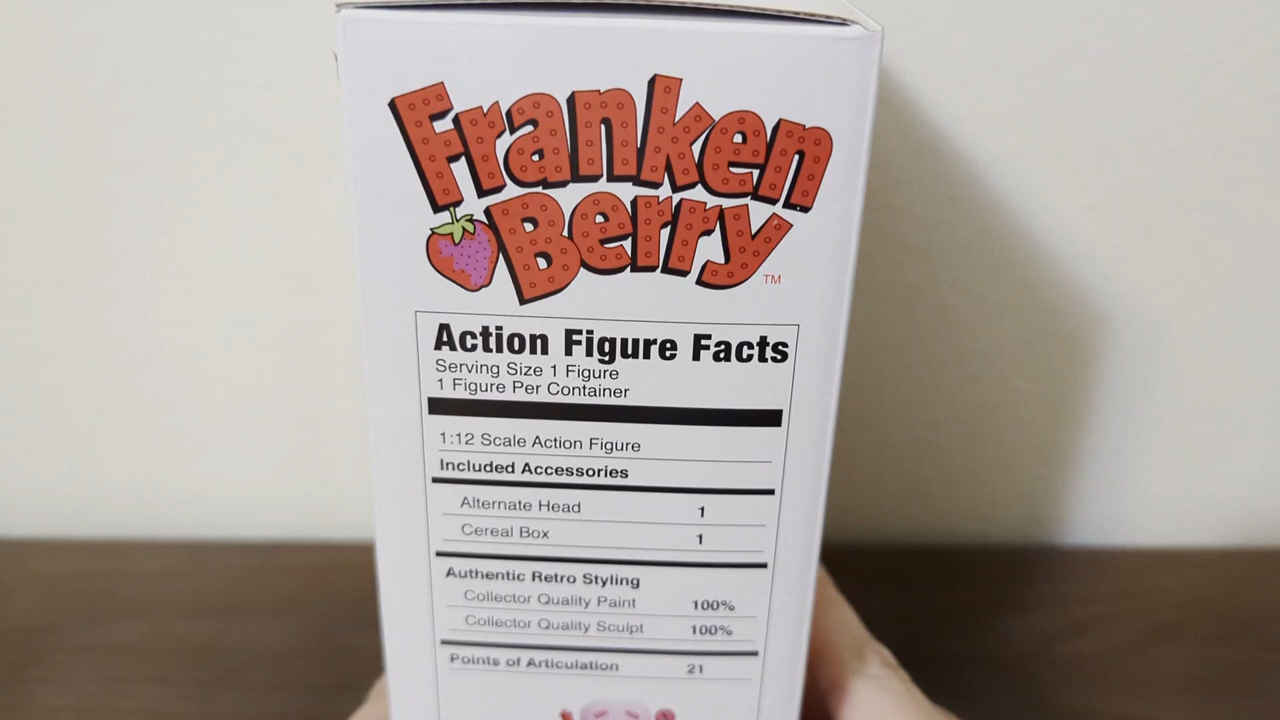 Franken
Berry
TM
Action Figure Facts
Serving Size 1 Figure
1 Figure Per Container
1:12 Scale Action Figure
Included Accessories
Alternate Head 1
Cereal Box 1
Authentic Retro Styling
Collector Quality Paint 100%
Collector Quality Sculpt 100%
Points of Articulation 21